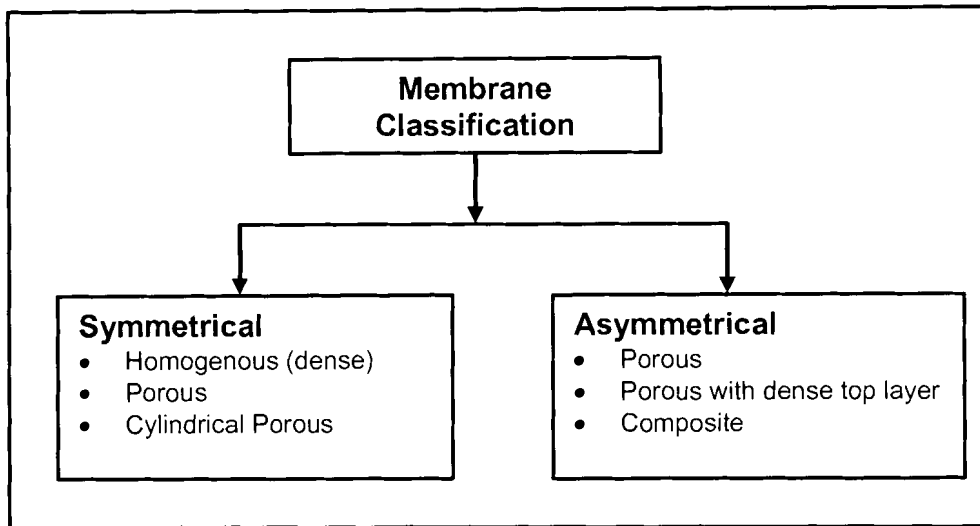 Membrane
Classification
Symmetrical
• Homogenous (dense)
• Porous
• Cylindrical Porous
Asymmetrical
• Porous
• Porous with dense top layer
• Composite